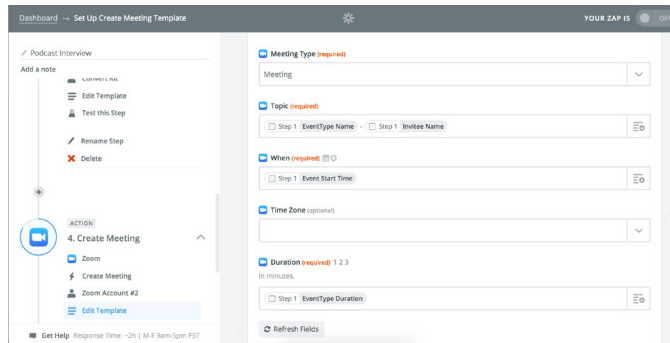 Dashboard → Set Up Create Meeting Template
YOUR ZAP IS OFF
Podcast Interview
Add a note
Convert Kit
Edit Template
Test this Step
Rename Step
Delete
ACTION
4. Create Meeting
Zoom
Create Meeting
Zoom Account #2
Edit Template
Get Help Response Time: ~2h | M-F 9am-5pm PST
Meeting Type (required)
Meeting
Topic (required)
Step 1 EventType Name - Step 1 Invitee Name
When (required)
Step 1 Event Start Time
Time Zone (optional)
Duration (required) 1 2 3
In minutes.
Step 1 EventType Duration
Refresh Fields